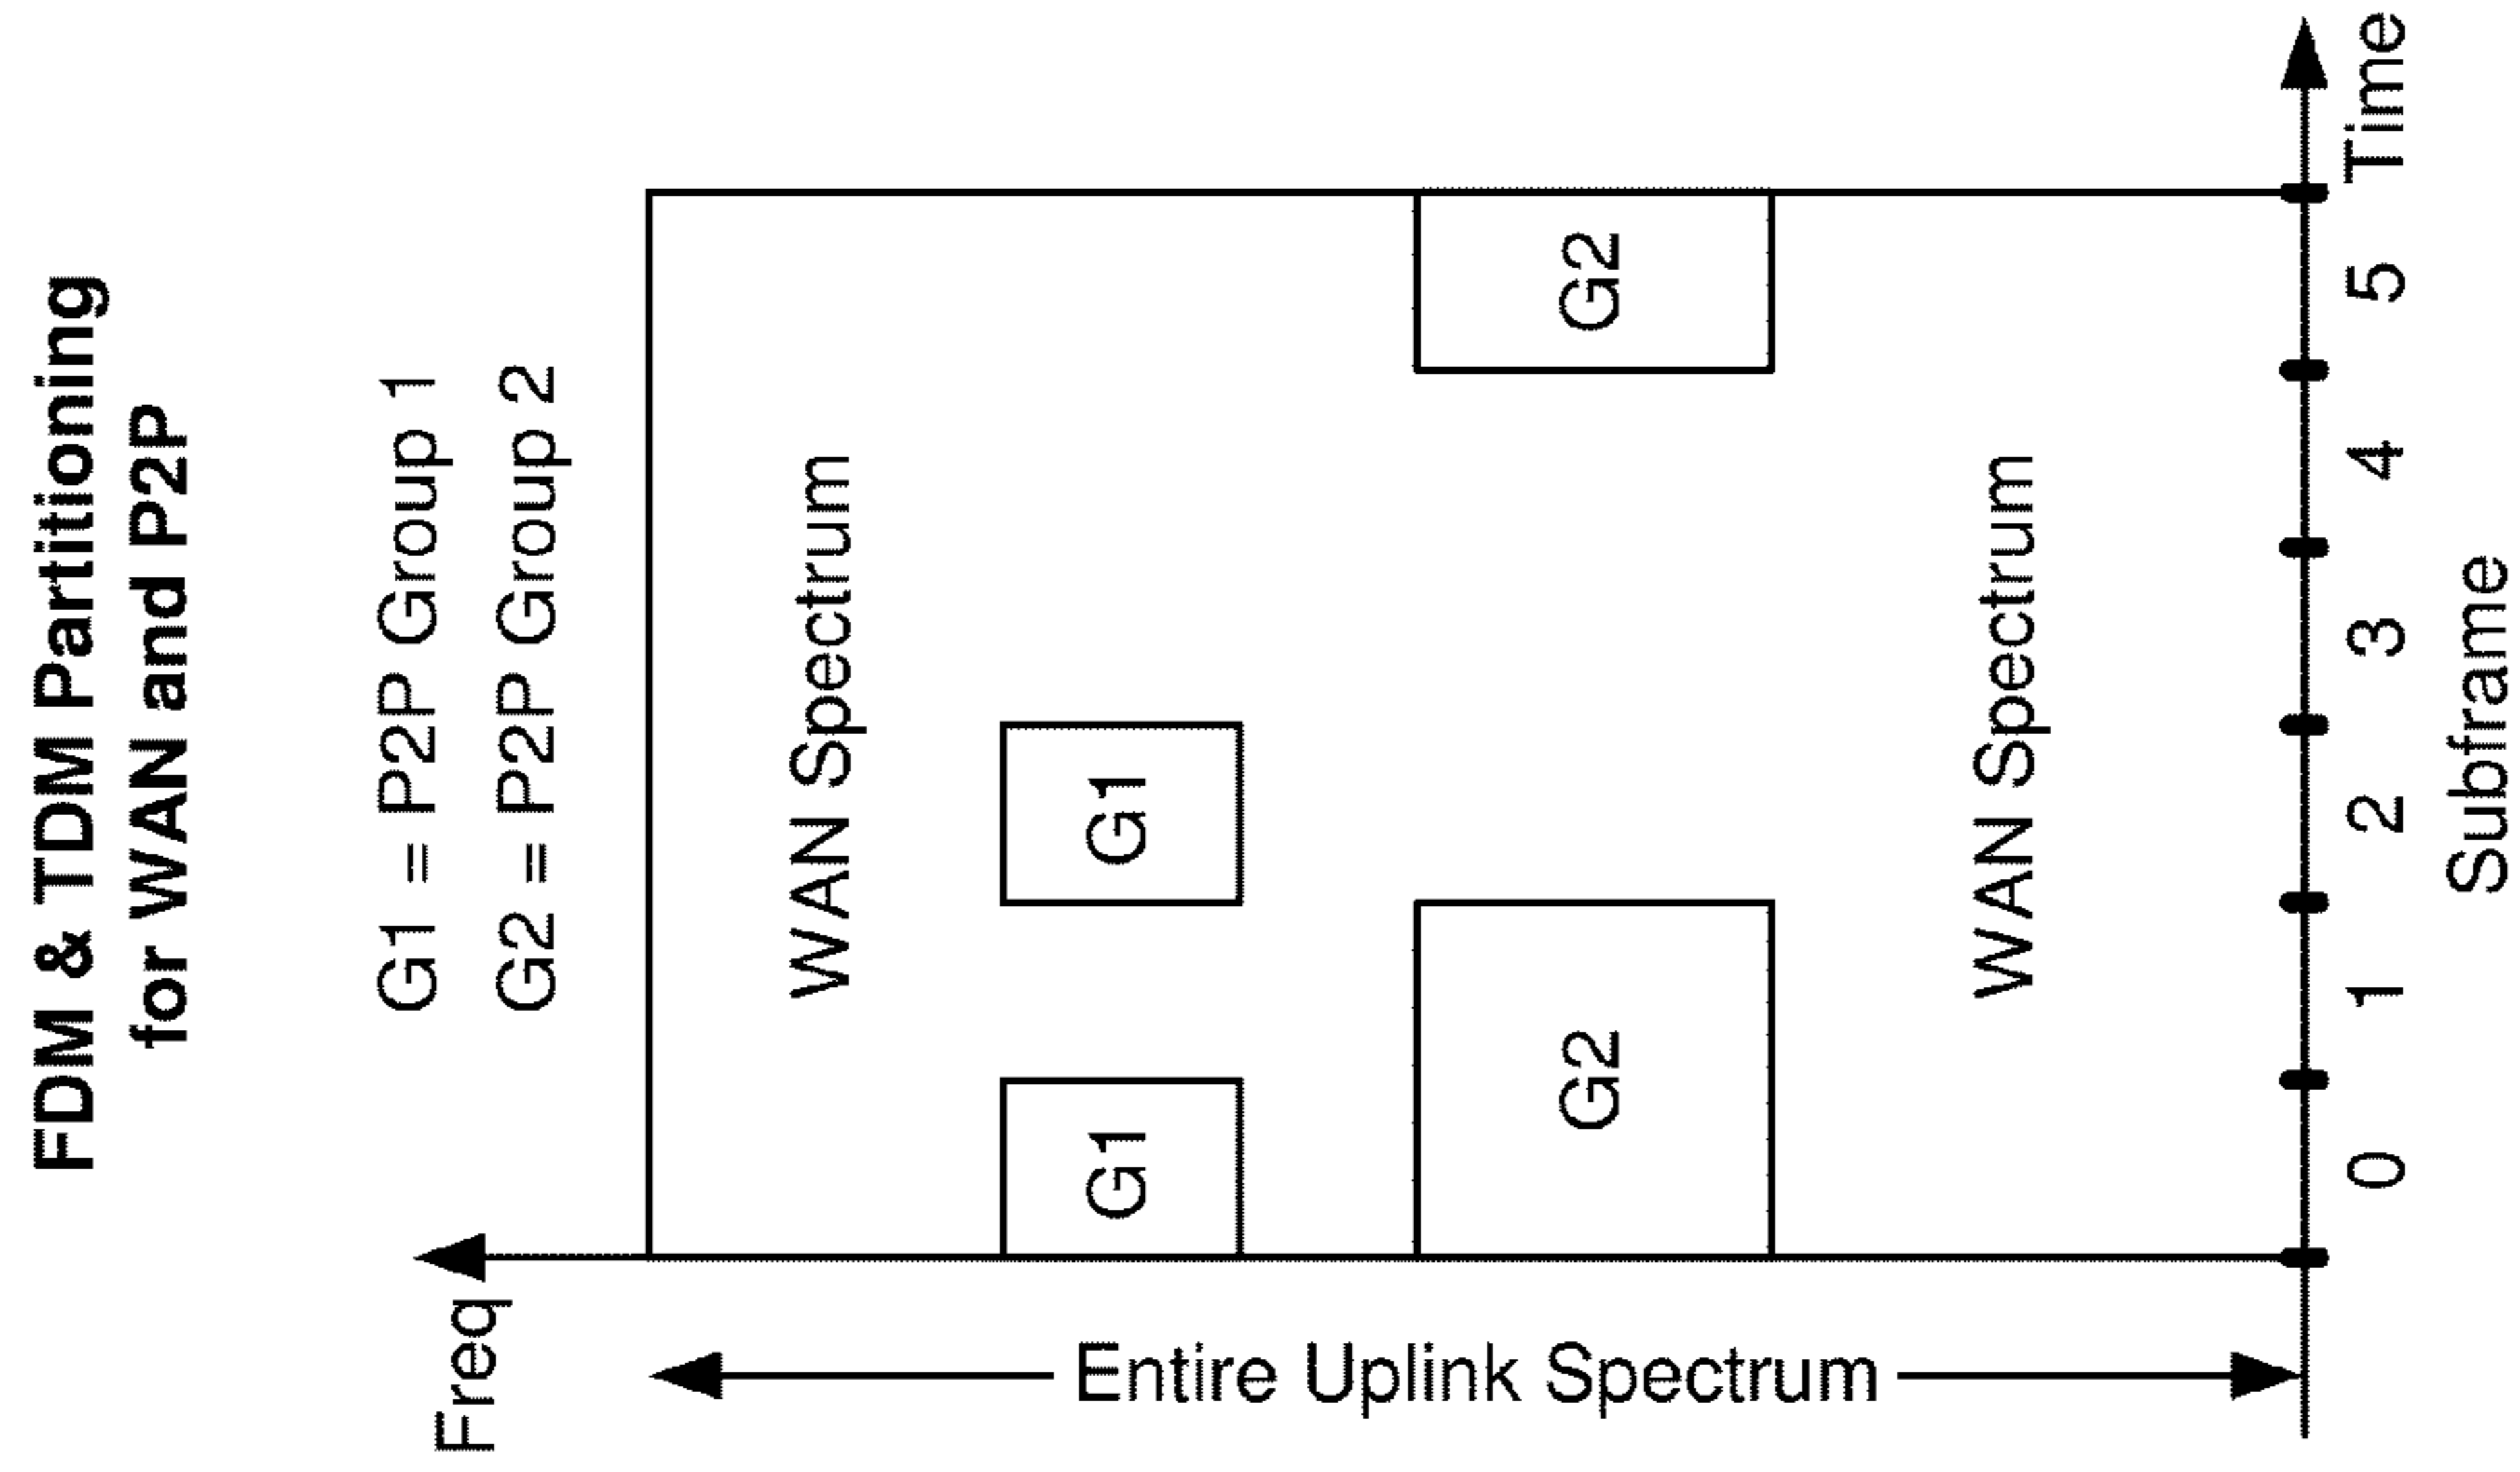 FDM & TDM Partitioning
for WAN and P2P
G1 = P2P Group 1
G2 = P2P Group 2
Freq
Entire Uplink Spectrum
WAN Spectrum
G1
G1
G2
G2
WAN Spectrum
0 1 2 3 4 5
Time
Subframe